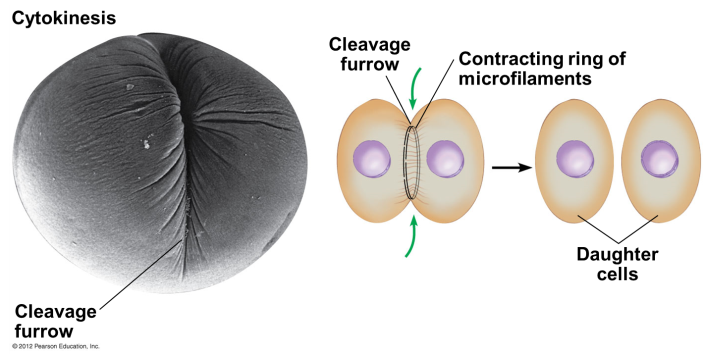 Cytokinesis
Cleavage
furrow
Contracting ring of
microfilaments
Daughter
cells
Cleavage
furrow
© 2012 Pearson Education, Inc.